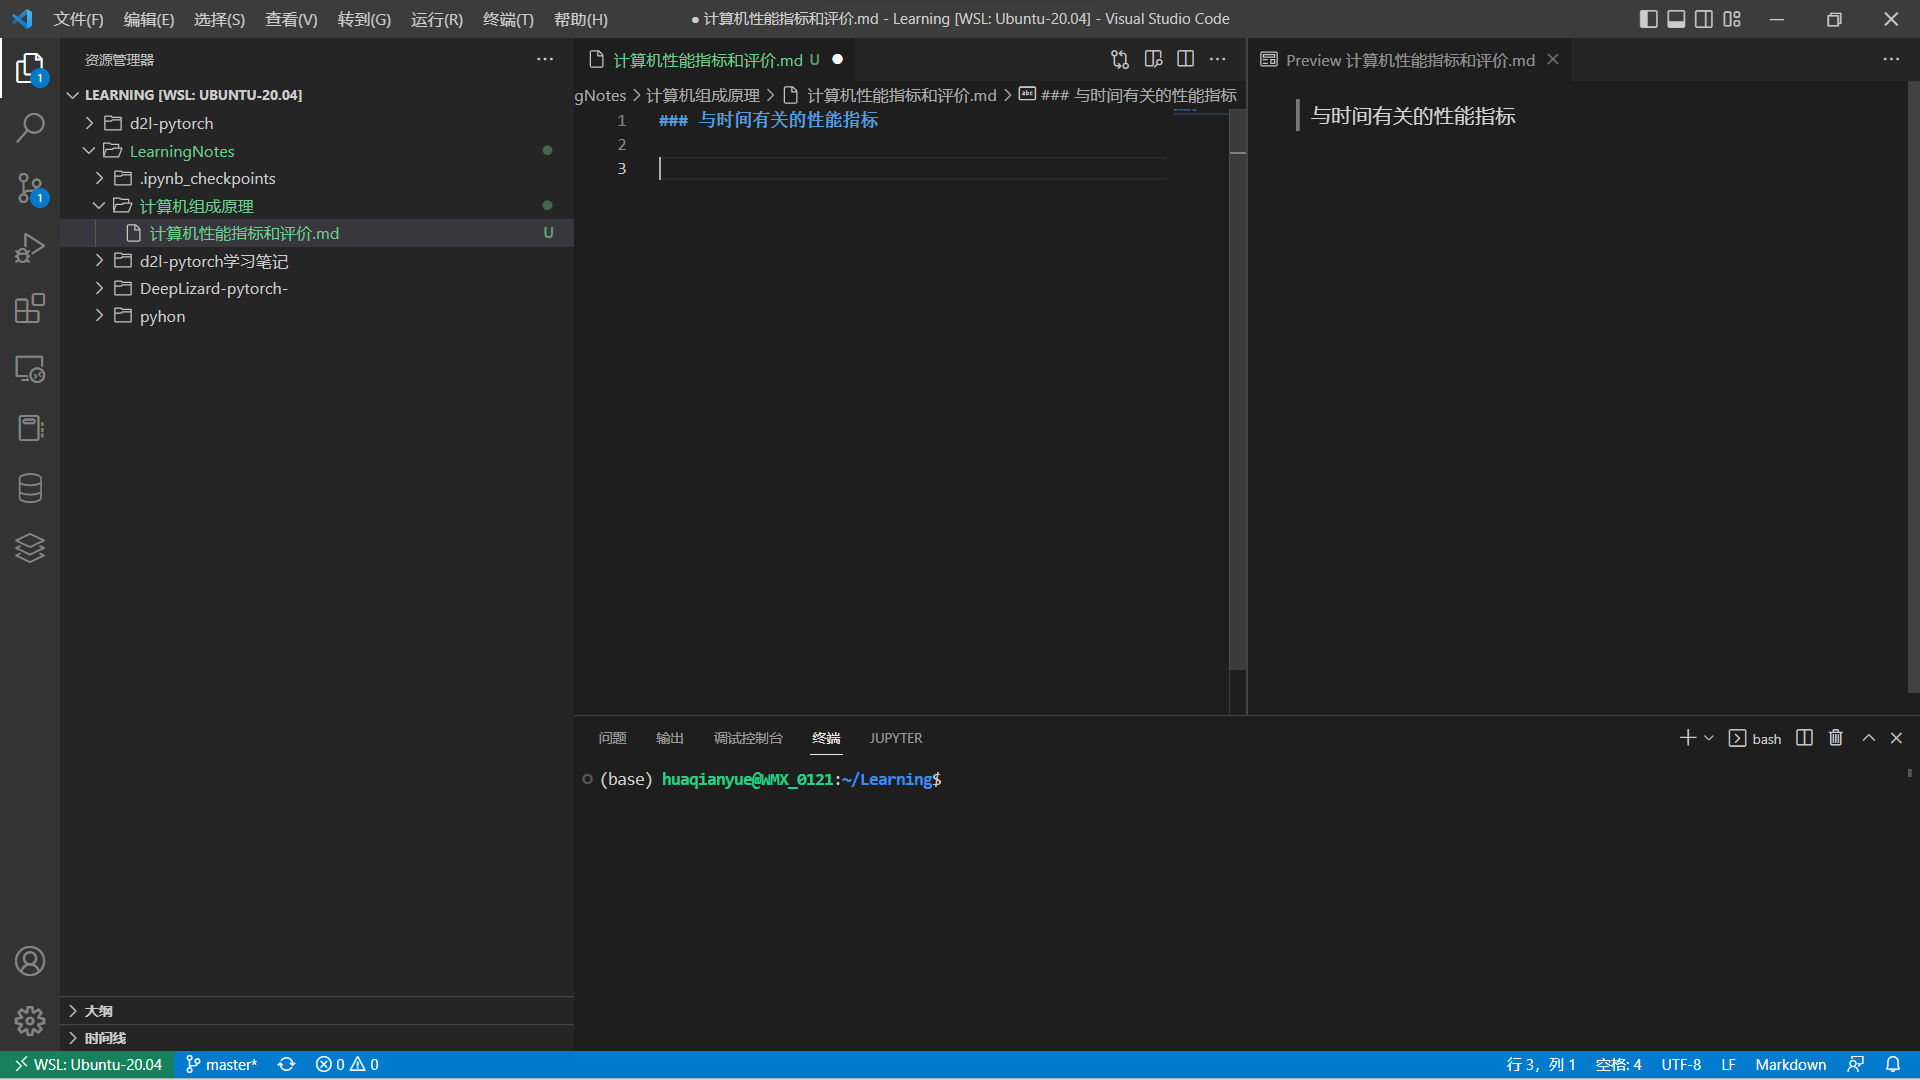 文件(F) 编辑(E) 选择(S) 查看(V) 转到(G) 运行(R) 终端(T) 帮助(H) ● 计算机性能指标和评价.md - Learning [WSL: Ubuntu-20.04] - Visual Studio Code
资源管理器
LEARNING [WSL: UBUNTU-20.04]
d2l-pytorch
LearningNotes
.ipynb_checkpoints
计算机组成原理
计算机性能指标和评价.md U
d2l-pytorch学习笔记
DeepLizard-pytorch-
pyhon
大纲
时间线
1
1
计算机性能指标和评价.md U
gNotes > 计算机组成原理 > 计算机性能指标和评价.md > ### 与时间有关的性能指标
1 ### 与时间有关的性能指标
2
3
Preview 计算机性能指标和评价.md
与时间有关的性能指标
问题 输出 调试控制台 终端 JUPYTER
bash
(base) huaqianyue@WMX_0121:~/Learning$
WSL: Ubuntu-20.04 master* 0 0 行 3，列 1 空格: 4 UTF-8 LF Markdown